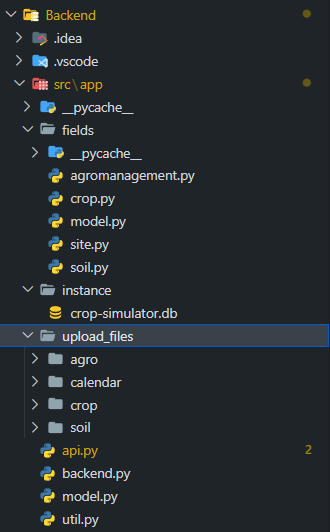 Backend
.idea
.vscode
src\app
__pycache__
fields
__pycache__
agromanagement.py
crop.py
model.py
site.py
soil.py
instance
crop-simulator.db
upload_files
agro
calendar
crop
soil
api.py 2
backend.py
model.py
util.py